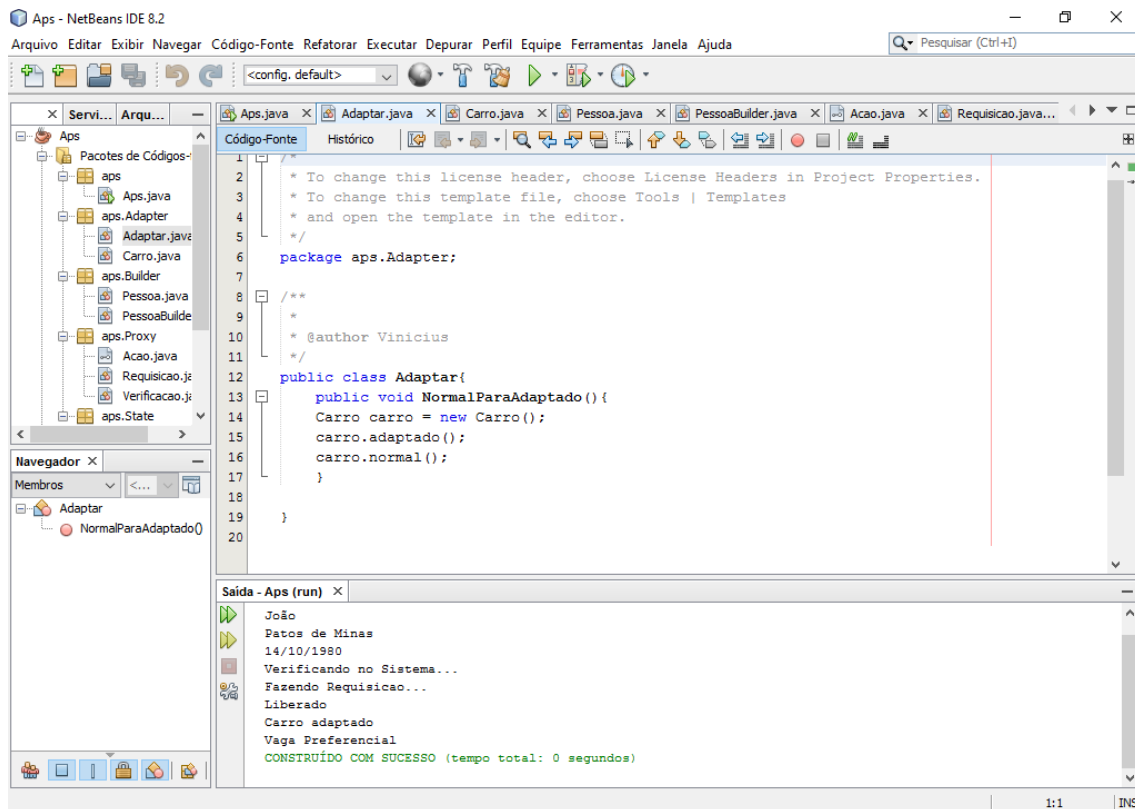 Aps - NetBeans IDE 8.2
Arquivo Editar Exibir Navegar Código-Fonte Refatorar Executar Depurar Perfil Equipe Ferramentas Janela Ajuda
Pesquisar (Ctrl+I)
<config. default>
Servi... Arqu...
Aps
Pacotes de Códigos-
aps
Aps.java
aps.Adapter
Adaptar.java
Carro.java
aps.Builder
Pessoa.java
PessoaBuilde
aps.Proxy
Acao.java
Requisicao.ja
Verificacao.ja
aps.State
Navegador
Membros
<...
Adaptar
NormalParaAdaptado()
Aps.java Adaptar.java Carro.java Pessoa.java PessoaBuilder.java Acao.java Requisicao.java...
Código-Fonte Histórico
1 /*
2 * To change this license header, choose License Headers in Project Properties.
3 * To change this template file, choose Tools | Templates
4 * and open the template in the editor.
5 */
6 package aps.Adapter;
7
8 /**
9 *
10 * @author Vinicius
11 */
12 public class Adaptar{
13 public void NormalParaAdaptado(){
14 Carro carro = new Carro();
15 carro.adaptado();
16 carro.normal();
17 }
18
19 }
20
Saída - Aps (run)
João
Patos de Minas
14/10/1980
Verificando no Sistema...
Fazendo Requisicao...
Liberado
Carro adaptado
Vaga Preferencial
CONSTRUÍDO COM SUCESSO (tempo total: 0 segundos)
1:1 INS